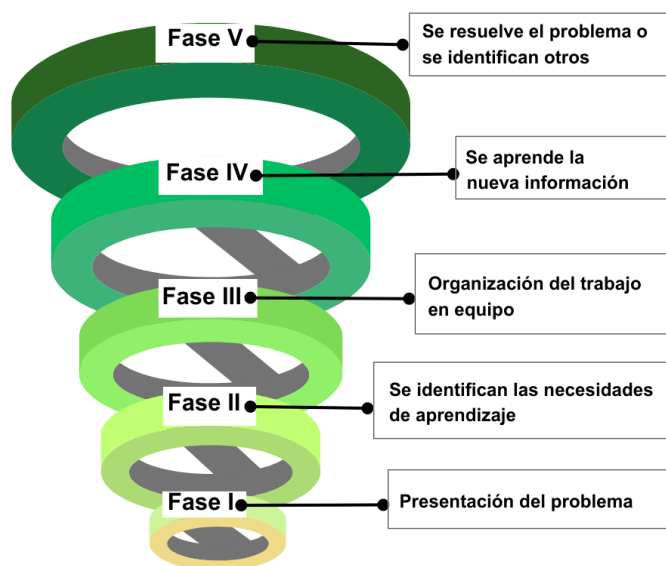 Fase V
Se resuelve el problema o
se identifican otros
Fase IV
Se aprende la
nueva información
Fase III
Organización del trabajo
en equipo
Fase II
Se identifican las necesidades
de aprendizaje
Fase I
Presentación del problema